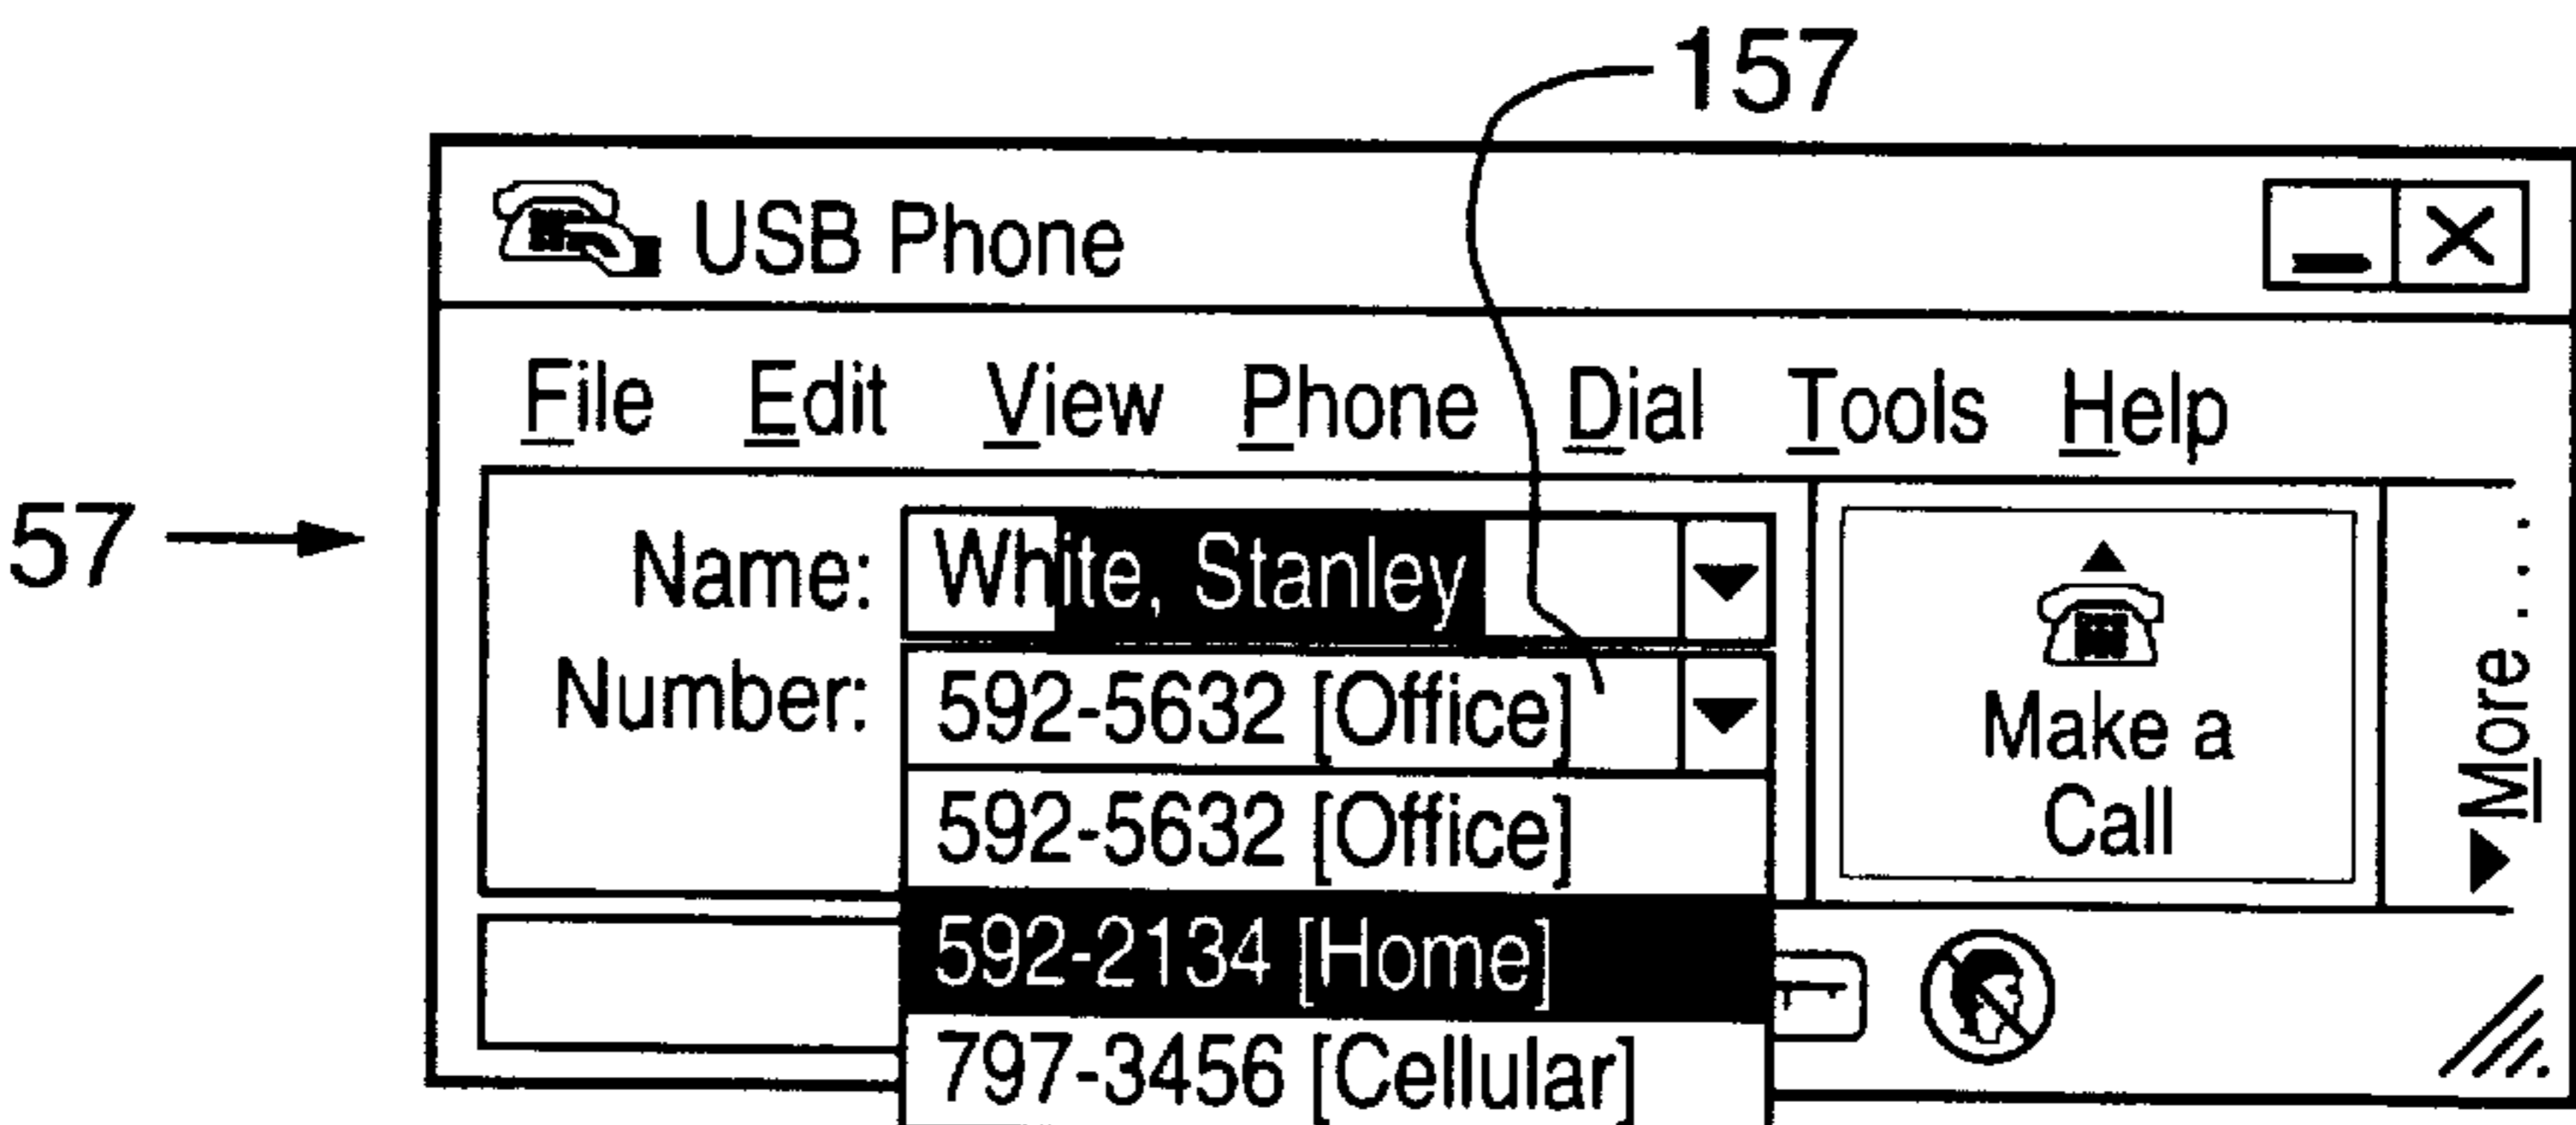 157
USB Phone
File Edit View Phone Dial Tools Help
57
Name: White, Stanley
Number: 592-5632 [Office]
592-5632 [Office]
592-2134 [Home]
797-3456 [Cellular]
Make a
Call
More ....